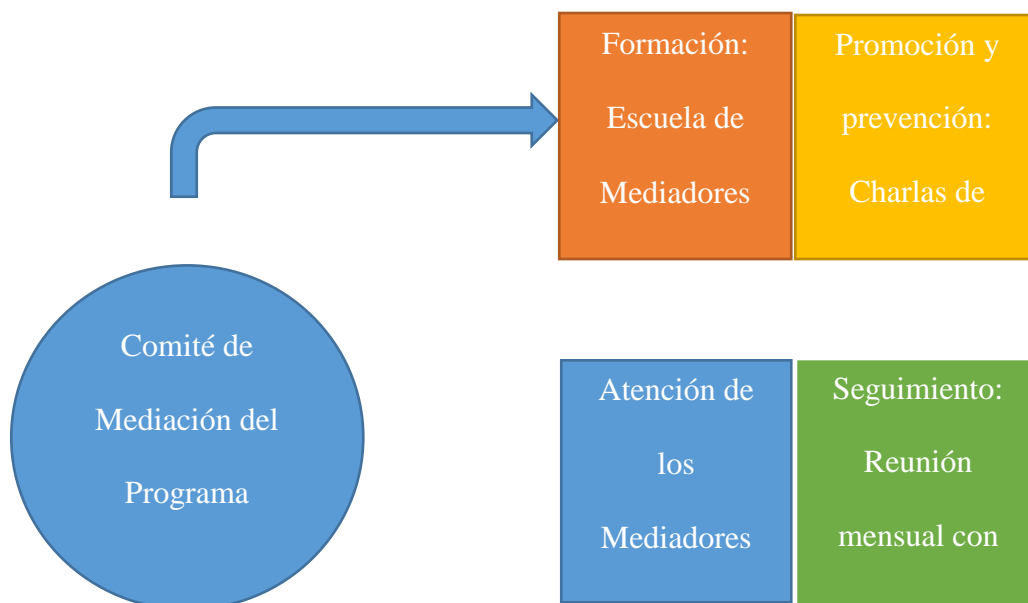 Formación:
Escuela de
Mediadores
Promoción y
prevención:
Charlas de
Comité de
Mediación del
Programa
Atención de
los
Mediadores
Seguimiento:
Reunión
mensual con